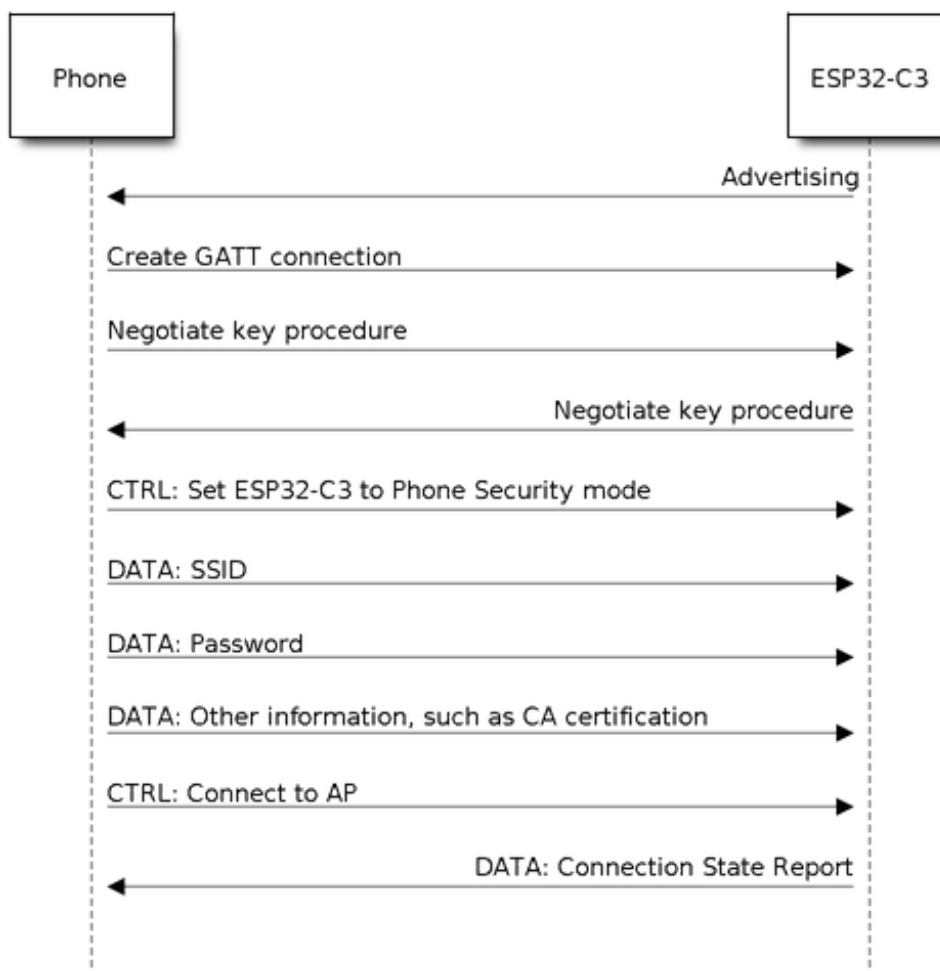 Phone
ESP32-C3
Advertising
Create GATT connection
Negotiate key procedure
Negotiate key procedure
CTRL: Set ESP32-C3 to Phone Security mode
DATA: SSID
DATA: Password
DATA: Other information, such as CA certification
CTRL: Connect to AP
DATA: Connection State Report